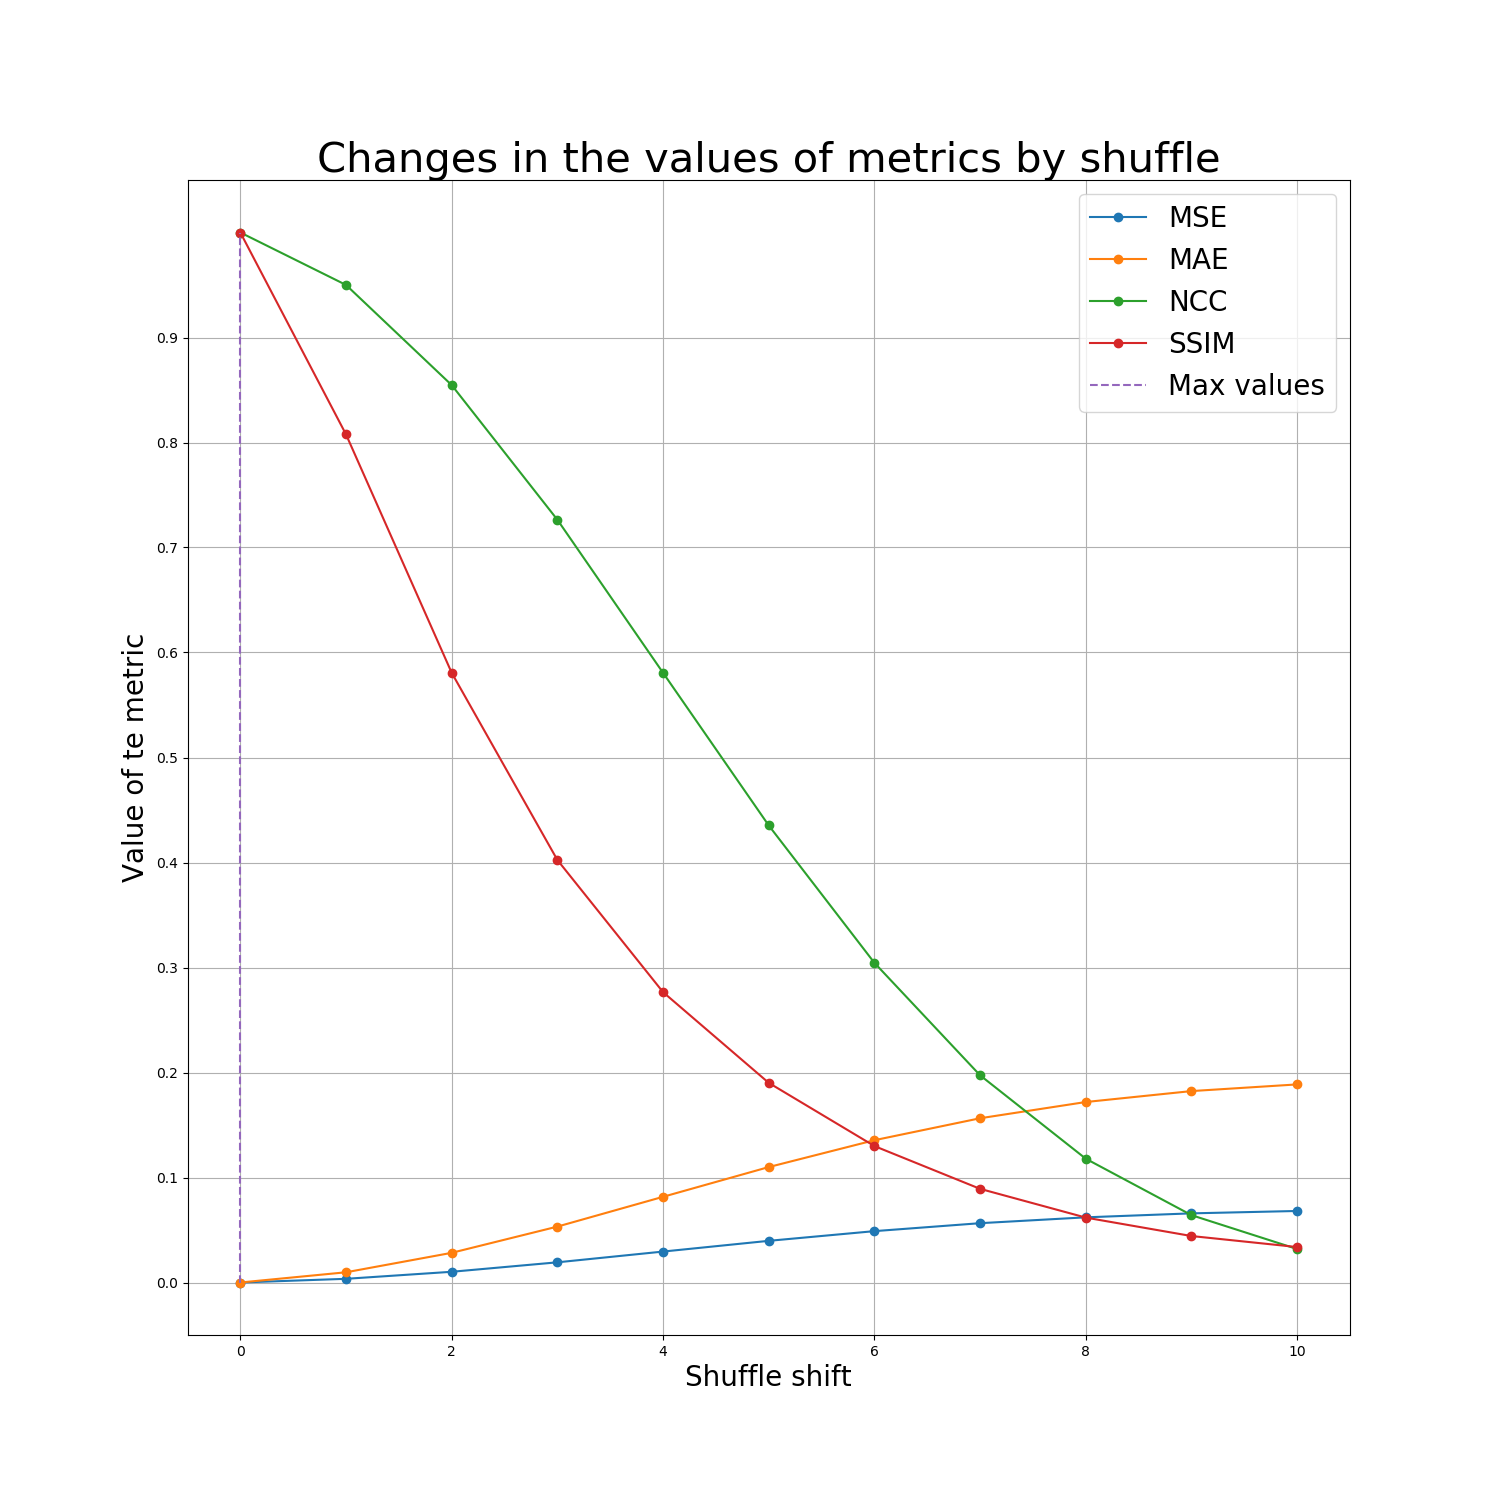 Changes in the values of metrics by shuffle
MSE
MAE
NCC
SSIM
Max values
Value of te metric
0.9
0.8
0.7
0.6
0.5
0.4
0.3
0.2
0.1
0.0
0 2 4 6 8 10
Shuffle shift